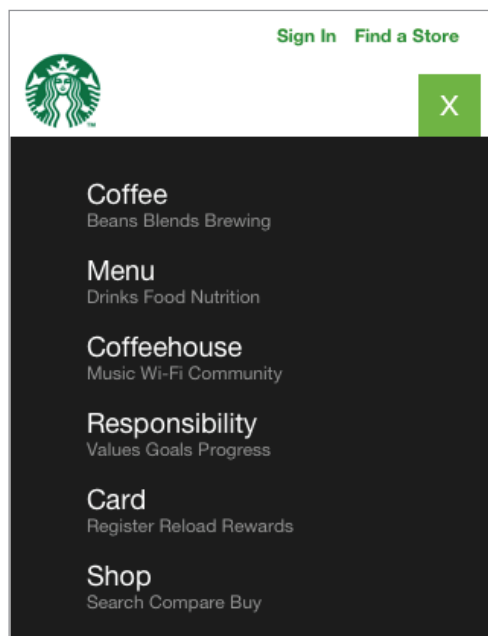 Sign In Find a Store
TM
X
Coffee
Beans Blends Brewing
Menu
Drinks Food Nutrition
Coffeehouse
Music Wi-Fi Community
Responsibility
Values Goals Progress
Card
Register Reload Rewards
Shop
Search Compare Buy